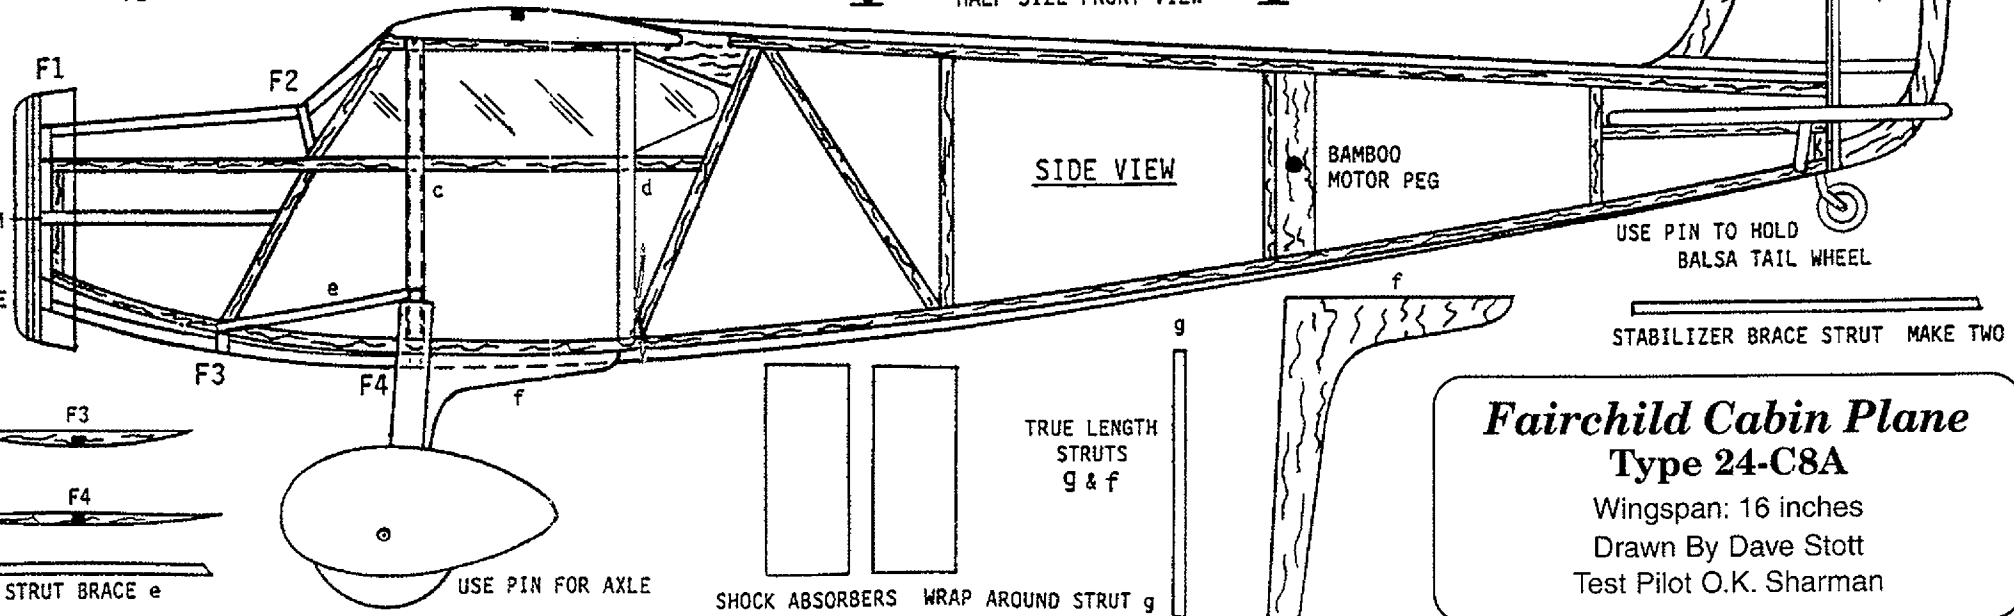 HALF SIZE FRONT VIEW
F1
F2
c
d
SIDE VIEW
BAMBOO
MOTOR PEG
USE PIN TO HOLD
BALSA TAIL WHEEL
e
F3
F4
f
f
g
STABILIZER BRACE STRUT MAKE TWO
F3
F4
STRUT BRACE e
USE PIN FOR AXLE
SHOCK ABSORBERS WRAP AROUND STRUT g
TRUE LENGTH
STRUTS
g & f
Fairchild Cabin Plane
Type 24-C8A
Wingspan: 16 inches
Drawn By Dave Stott
Test Pilot O.K. Sharman